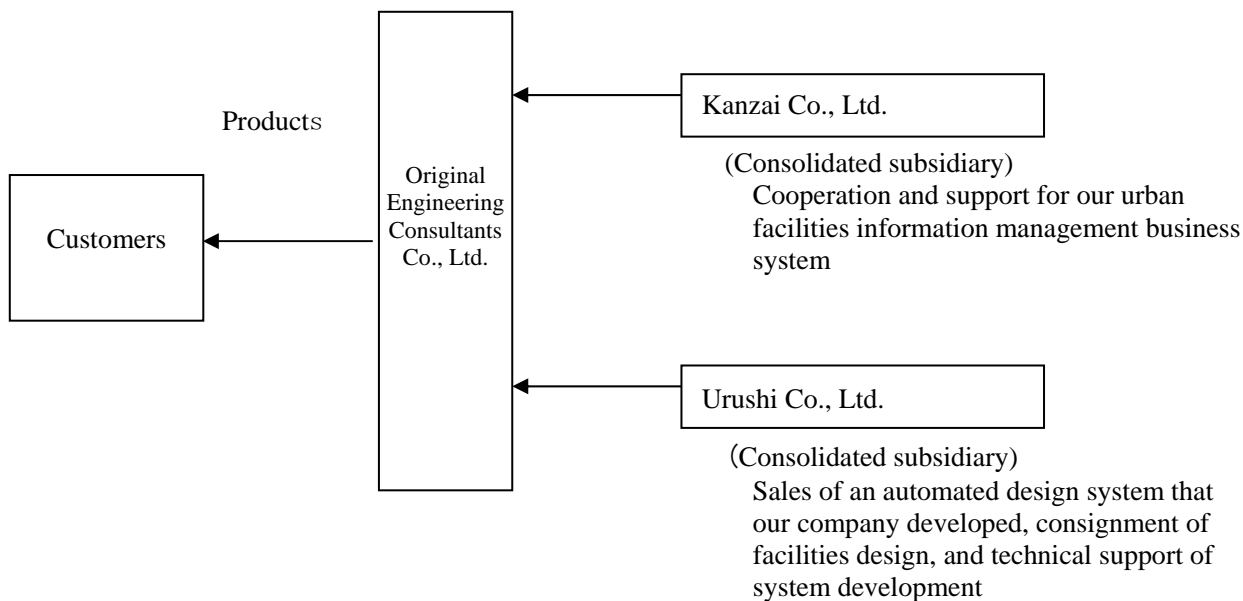 Products
Customers
Original
Engineering
Consultants
Co., Ltd.
Kanzai Co., Ltd.
(Consolidated subsidiary)
Cooperation and support for our urban
facilities information management business
system
Urushi Co., Ltd.
(Consolidated subsidiary)
Sales of an automated design system that
our company developed, consignment of
facilities design, and technical support of
system development